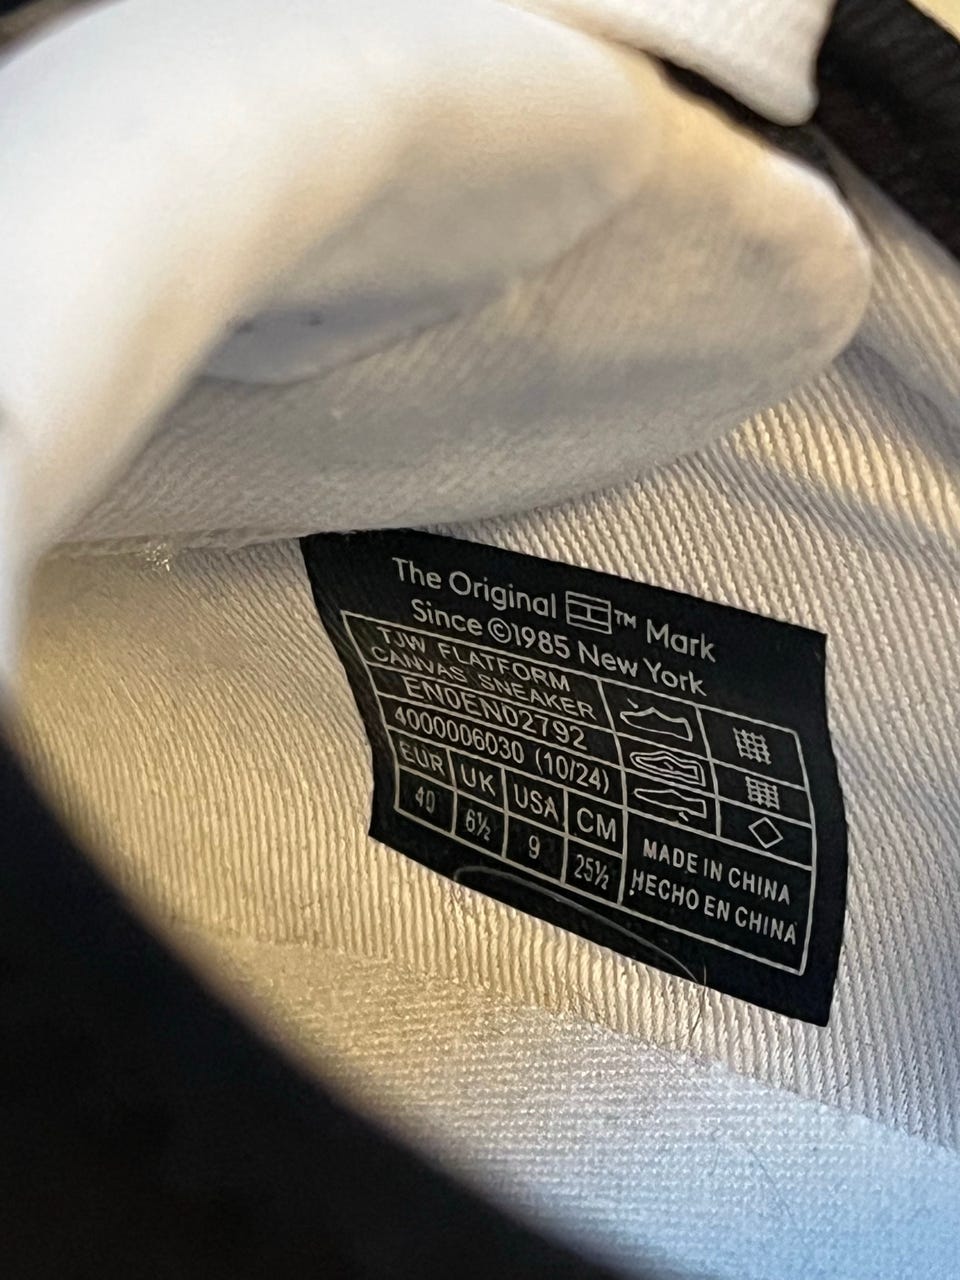 The Original ™ Mark
Since ©1985 New York
TJW FLATFORM
CANVAS SNEAKER
EN0EN02792
4000006030 (10/24)
EUR UK USA CM
40 6½ 9 25½
MADE IN CHINA
HECHO EN CHINA